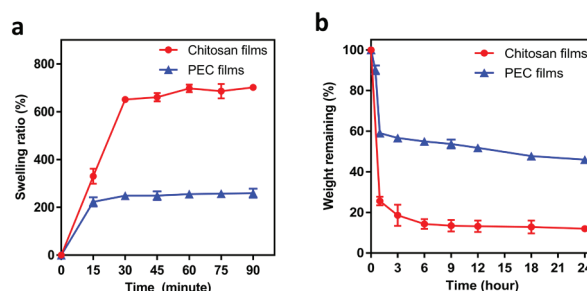 a
Chitosan films
PEC films
Swelling ratio (%)
800
600
400
200
0
0 15 30 45 60 75 90
Time (minute)
b
Chitosan films
PEC films
Weight remaining (%)
100
80
60
40
20
0
0 3 6 9 12 15 18 21 24
Time (hour)